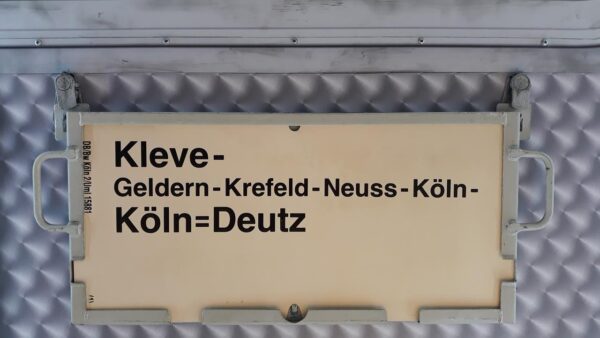 Kleve-
Geldern-Krefeld-Neuss-Köln-
Köln=Deutz